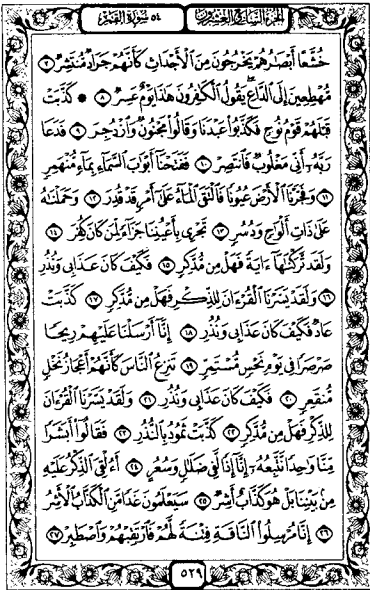 الجزء السابع والعشرون ٥٤ سورة القمر
خُشَّعًا أَبْصَٰرُهُمْ يَخْرُجُونَ مِنَ ٱلْأَجْدَاثِ كَأَنَّهُمْ جَرَادٌ مُّنتَشِرٌ ٧
مُّهْطِعِينَ إِلَى ٱلدَّاعِ يَقُولُ ٱلْكَٰفِرُونَ هَٰذَا يَوْمٌ عَسِرٌ ٨ ۞ كَذَّبَتْ
قَبْلَهُمْ قَوْمُ نُوحٍ فَكَذَّبُوا۟ عَبْدَنَا وَقَالُوا۟ مَجْنُونٌ وَٱزْدُجِرَ ٩ فَدَعَا
رَبَّهُۥٓ أَنِّى مَغْلُوبٌ فَٱنتَصِرْ ١٠ فَفَتَحْنَآ أَبْوَٰبَ ٱلسَّمَآءِ بِمَآءٍ مُّنْهَمِرٍ
١١ وَفَجَّرْنَا ٱلْأَرْضَ عُيُونًا فَٱلْتَقَى ٱلْمَآءُ عَلَىٰٓ أَمْرٍ قَدْ قُدِرَ ١٢ وَحَمَلْنَٰهُ
عَلَىٰ ذَاتِ أَلْوَٰحٍ وَدُسُرٍ ١٣ تَجْرِى بِأَعْيُنِنَا جَزَآءً لِّمَن كَانَ كُفِرَ ١٤
وَلَقَد تَّرَكْنَٰهَآ ءَايَةً فَهَلْ مِن مُّدَّكِرٍ ١٥ فَكَيْفَ كَانَ عَذَابِى وَنُذُرِ
١٦ وَلَقَدْ يَسَّرْنَا ٱلْقُرْءَانَ لِلذِّكْرِ فَهَلْ مِن مُّدَّكِرٍ ١٧ كَذَّبَتْ
عَادٌ فَكَيْفَ كَانَ عَذَابِى وَنُذُرِ ١٨ إِنَّآ أَرْسَلْنَا عَلَيْهِمْ رِيحًا
صَرْصَرًا فِى يَوْمِ نَحْسٍ مُّسْتَمِرٍّ ١٩ تَنزِعُ ٱلنَّاسَ كَأَنَّهُمْ أَعْجَازُ نَخْلٍ
مُّنقَعِرٍ ٢٠ فَكَيْفَ كَانَ عَذَابِى وَنُذُرِ ٢١ وَلَقَدْ يَسَّرْنَا ٱلْقُرْءَانَ
لِلذِّكْرِ فَهَلْ مِن مُّدَّكِرٍ ٢٢ كَذَّبَتْ ثَمُودُ بِٱلنُّذُرِ ٢٣ فَقَالُوٓا۟ أَبَشَرًا
مِّنَّا وَٰحِدًا نَّتَّبِعُهُۥٓ إِنَّآ إِذًا لَّفِى ضَلَٰلٍ وَسُعُرٍ ٢٤ أَءُلْقِىَ ٱلذِّكْرُ عَلَيْهِ
مِنۢ بَيْنِنَا بَلْ هُوَ كَذَّابٌ أَشِرٌ ٢٥ سَيَعْلَمُونَ غَدًا مَّنِ ٱلْكَذَّابُ ٱلْأَشِرُ
٢٦ إِنَّا مُرْسِلُوا۟ ٱلنَّاقَةِ فِتْنَةً لَّهُمْ فَٱرْتَقِبْهُمْ وَٱصْطَبِرْ ٢٧
٥٢٩